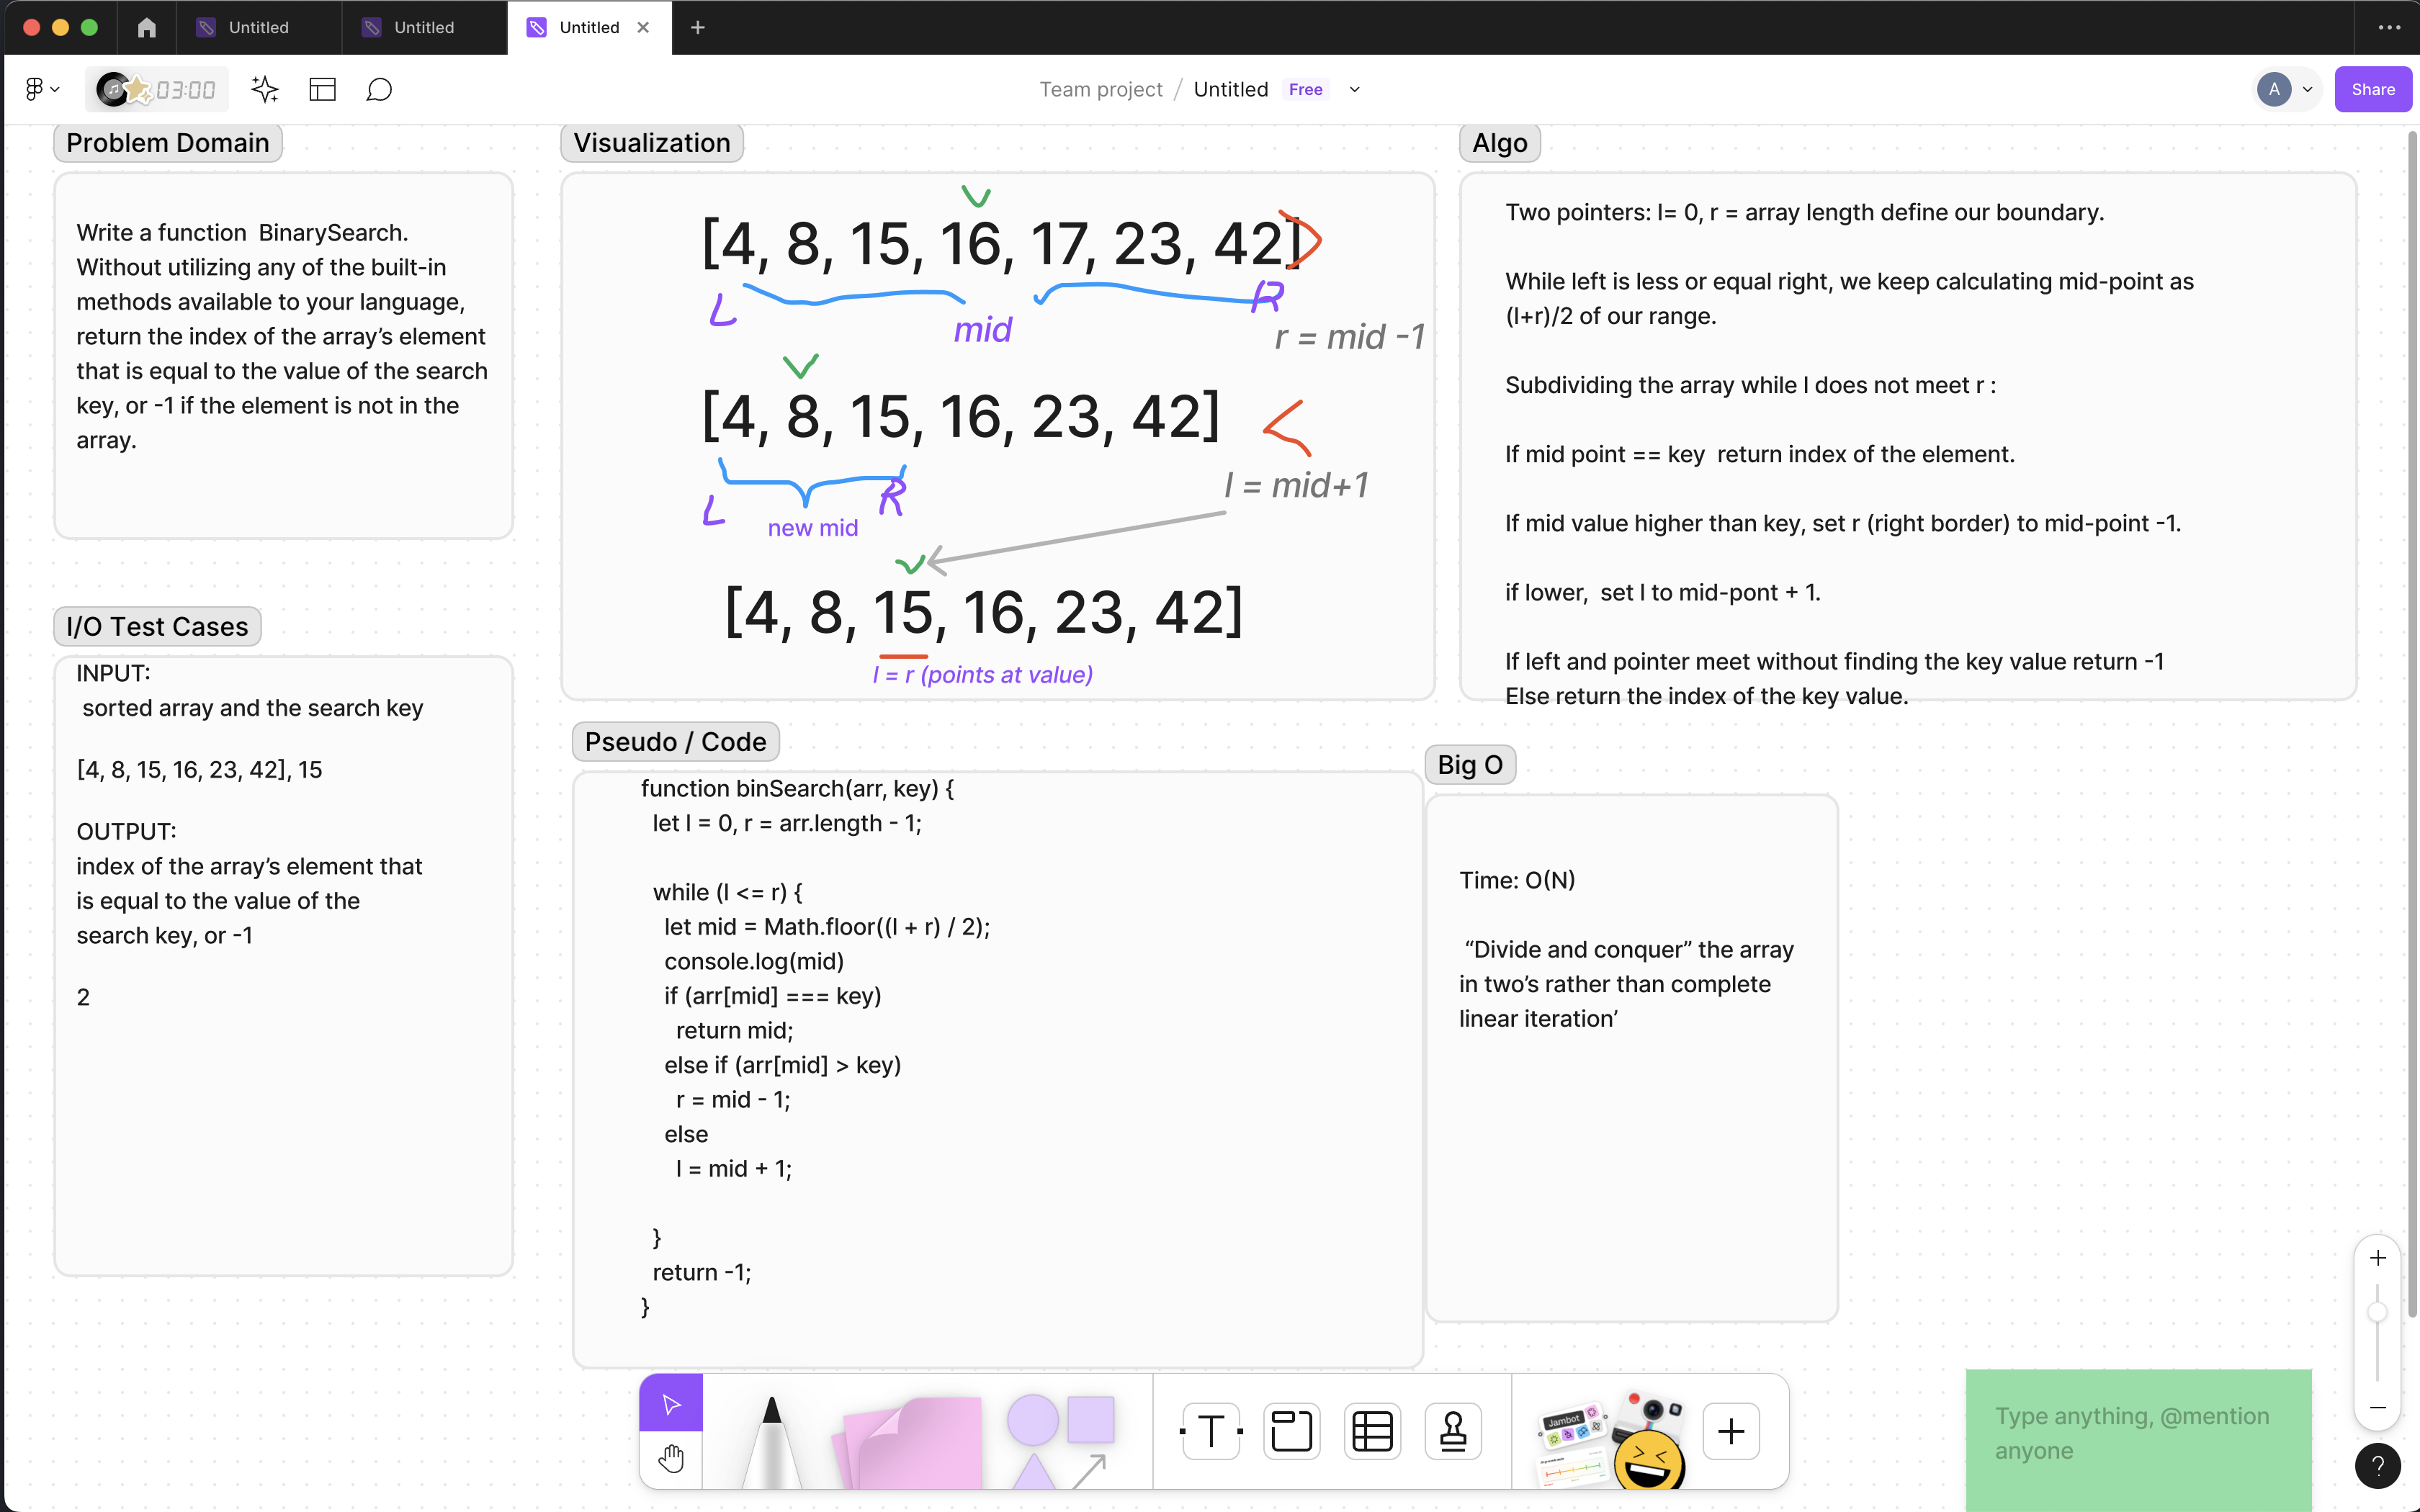 Untitled
Untitled
Untitled
03:00
Team project / Untitled Free
A
Share
Problem Domain
Write a function  BinarySearch.
Without utilizing any of the built-in
methods available to your language,
return the index of the array’s element
that is equal to the value of the search
key, or -1 if the element is not in the
array.
I/O Test Cases
INPUT:
sorted array and the search key
[4, 8, 15, 16, 23, 42], 15
OUTPUT:
index of the array’s element that
is equal to the value of the
search key, or -1
2
Visualization
[4, 8, 15, 16, 17, 23, 42]
L
R
mid
r = mid -1
[4, 8, 15, 16, 23, 42]
l = mid+1
L
R
new mid
[4, 8, 15, 16, 23, 42]
l = r (points at value)
Algo
Two pointers: l= 0, r = array length define our boundary.
While left is less or equal right, we keep calculating mid-point as
(l+r)/2 of our range.
Subdividing the array while l does not meet r :
If mid point == key  return index of the element.
If mid value higher than key, set r (right border) to mid-point -1.
if lower,  set l to mid-pont + 1.
If left and pointer meet without finding the key value return -1
Else return the index of the key value.
Pseudo / Code
function binSearch(arr, key) {
let l = 0, r = arr.length - 1;
while (l <= r) {
let mid = Math.floor((l + r) / 2);
console.log(mid)
if (arr[mid] === key)
return mid;
else if (arr[mid] > key)
r = mid - 1;
else
l = mid + 1;
}
return -1;
}
Big O
Time: O(N)
“Divide and conquer” the array
in two’s rather than complete
linear iteration’
T
Jambot
Type anything, @mention
anyone
?